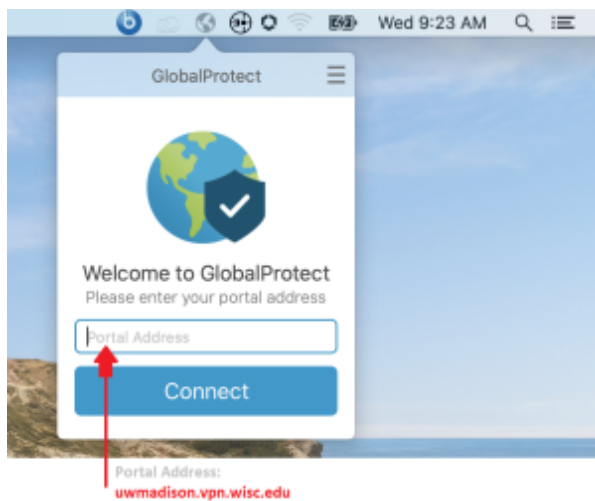 Wed 9:23 AM
GlobalProtect
Welcome to GlobalProtect
Please enter your portal address
Portal Address
Connect
Portal Address:
uwmadison.vpn.wisc.edu